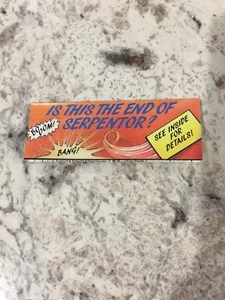 IS THIS THE END OF
SERPENTOR?
BOOM!
BANG!
SEE INSIDE
FOR
DETAILS!